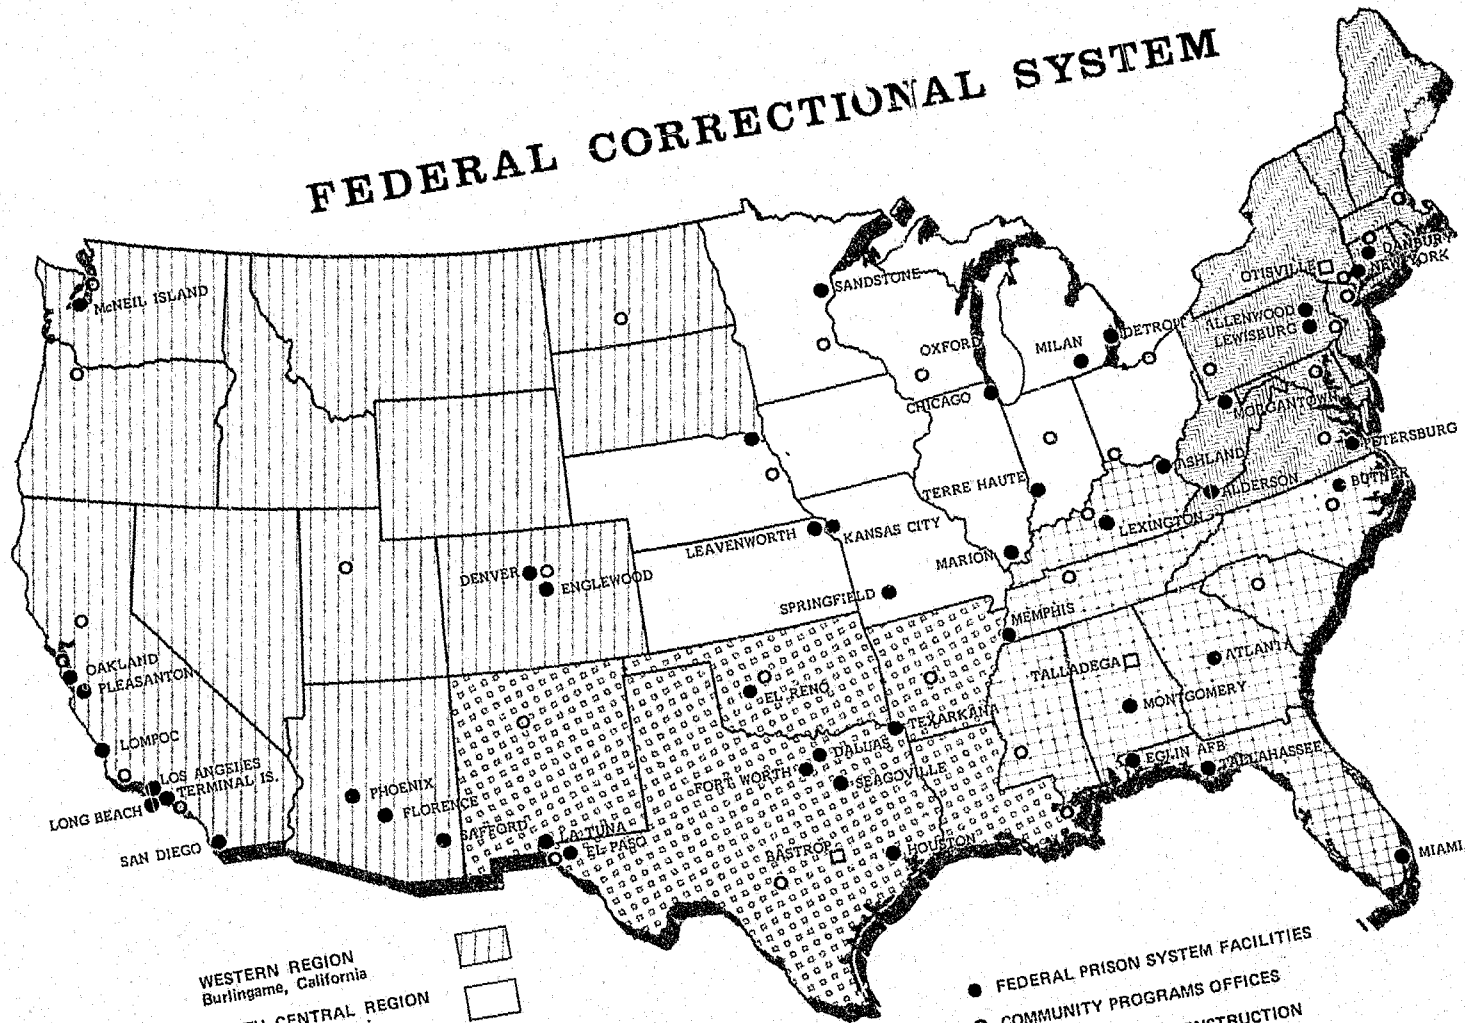 FEDERAL CORRECTIONAL SYSTEM
McNEIL ISLAND
SANDSTONE
OXFORD
MILAN
DETROIT
CHICAGO
OTISVILLE
DANBURY
NEW YORK
ALLENWOOD
LEWISBURG
MORGANTOWN
PETERSBURG
ASHLAND
ALDERSON
BUTNER
TERRE HAUTE
LEXINGTON
LEAVENWORTH
KANSAS CITY
MARION
DENVER
ENGLEWOOD
SPRINGFIELD
MEMPHIS
OAKLAND
PLEASANTON
TALLADEGA
ATLANTA
EL RENO
MONTGOMERY
TEXARKANA
LOMPOC
DALLAS
EGLIN AFB
TALLAHASSEE
LOS ANGELES
TERMINAL IS.
FORT WORTH
SEAGOVILLE
LONG BEACH
PHOENIX
FLORENCE
SAFFORD
LA TUNA
EL PASO
SAN DIEGO
BASTROP
HOUSTON
MIAMI
WESTERN REGION
Burlingame, California
CENTRAL REGION
FEDERAL PRISON SYSTEM FACILITIES
COMMUNITY PROGRAMS OFFICES